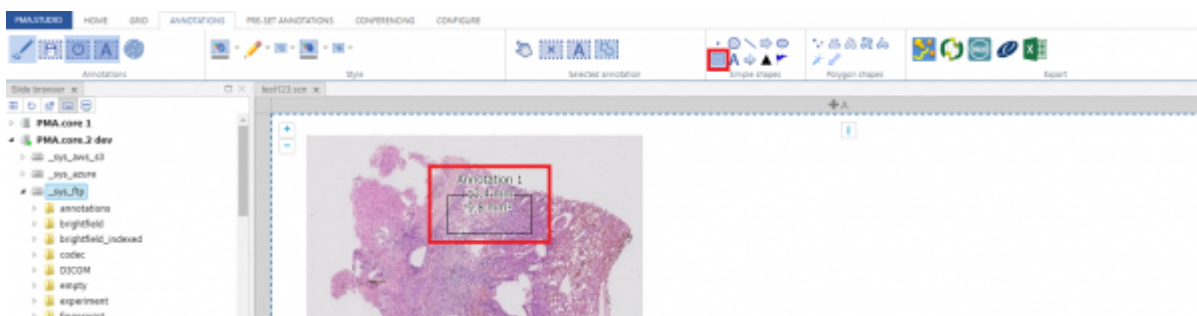 PMA.STUDIO HOME GRID ANNOTATIONS PRE-SET ANNOTATIONS CONFERENCING CONFIGURE
Annotations Style Selected annotation Simple shapes Polygon shapes Export
Slide browser test123.scn
A
PMA.core 1
PMA.core.2 dev
_sys_aws_s3
_sys_azure
_sys_ftp
annotations
brightfield
brightfield_indexed
codec
DICOM
empty
experiment
Annotation 1